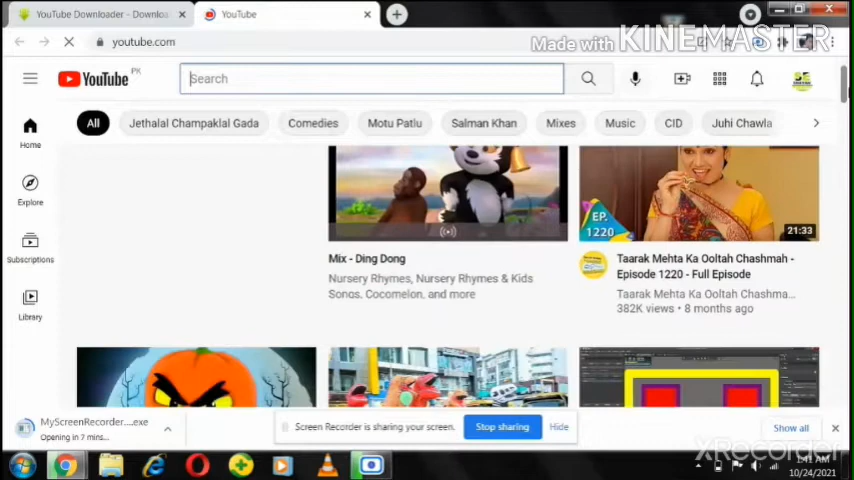 YouTube Downloader - Downloa
YouTube
youtube.com
Made with KINEMASTER
YouTube PK
Search
All
Jethalal Champaklal Gada
Comedies
Motu Patlu
Salman Khan
Mixes
Music
CID
Juhi Chawla
Home
Explore
Subscriptions
Library
EP.
1220
21:33
Mix - Ding Dong
Nursery Rhymes, Nursery Rhymes & Kids
Songs, Cocomelon, and more
Taarak Mehta Ka Ooltah Chashmah -
Episode 1220 - Full Episode
Taarak Mehta Ka Ooltah Chashma...
382K views • 8 months ago
MyScreenRecorder....exe
Opening in 7 mins...
Screen Recorder is sharing your screen.
Stop sharing
Hide
Show all
XRecorder
1:41 AM
10/24/2021